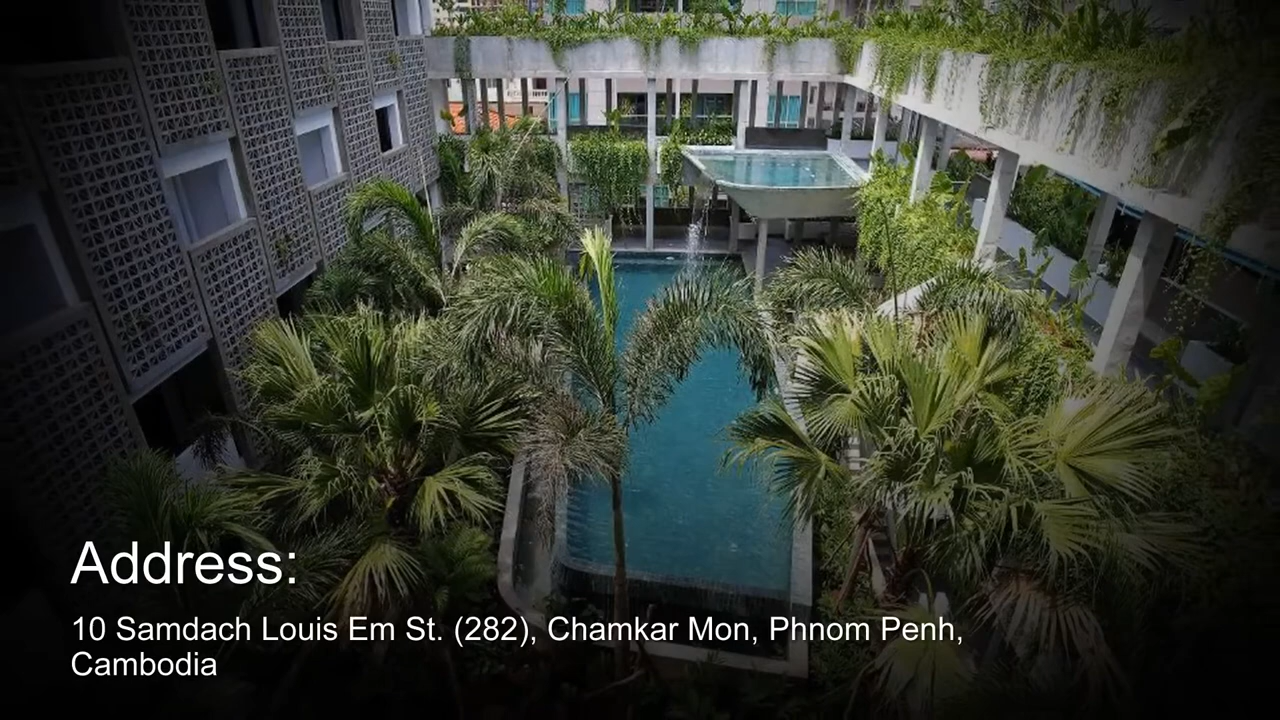 Address:
10 Samdach Louis Em St. (282), Chamkar Mon, Phnom Penh,
Cambodia